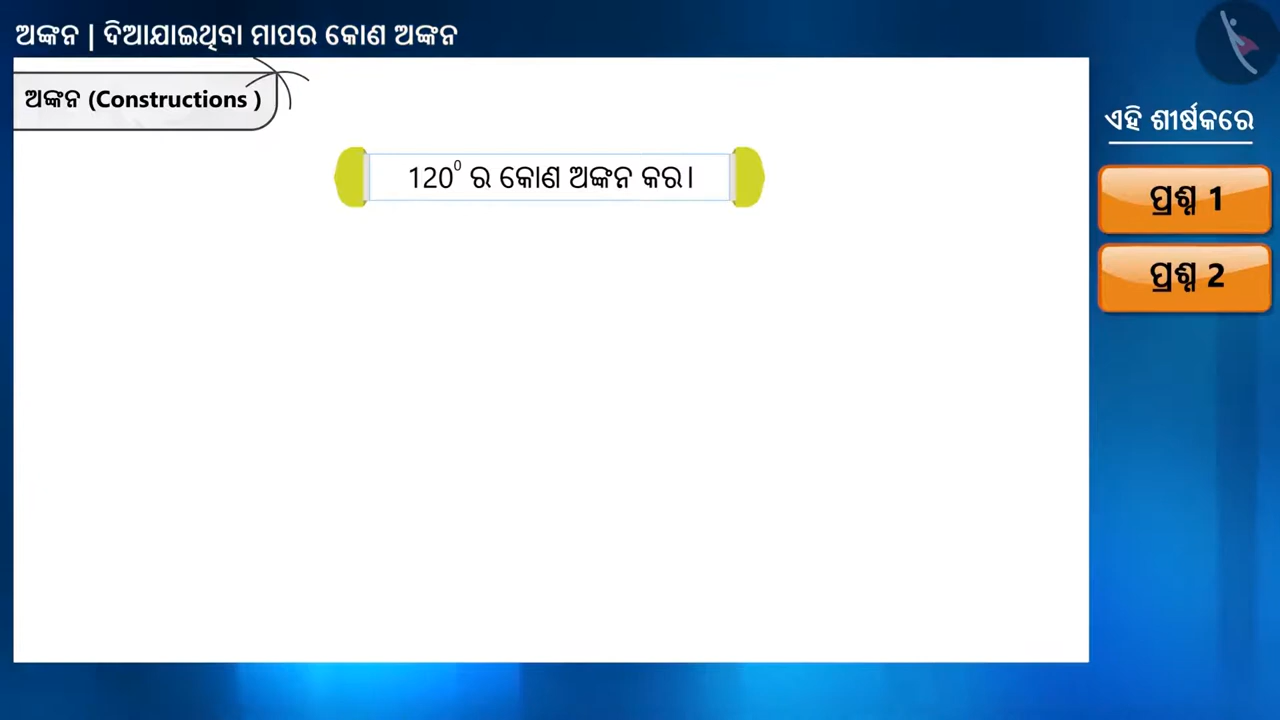 ଅଙ୍କନ | ଦିଆଯାଇଥିବା ମାପର କୋଣ ଅଙ୍କନ
ଅଙ୍କନ (Constructions )
120⁰ ର କୋଣ ଅଙ୍କନ କର।
ଏହି ଶୀର୍ଷକରେ
ପ୍ରଶ୍ନ 1
ପ୍ରଶ୍ନ 2